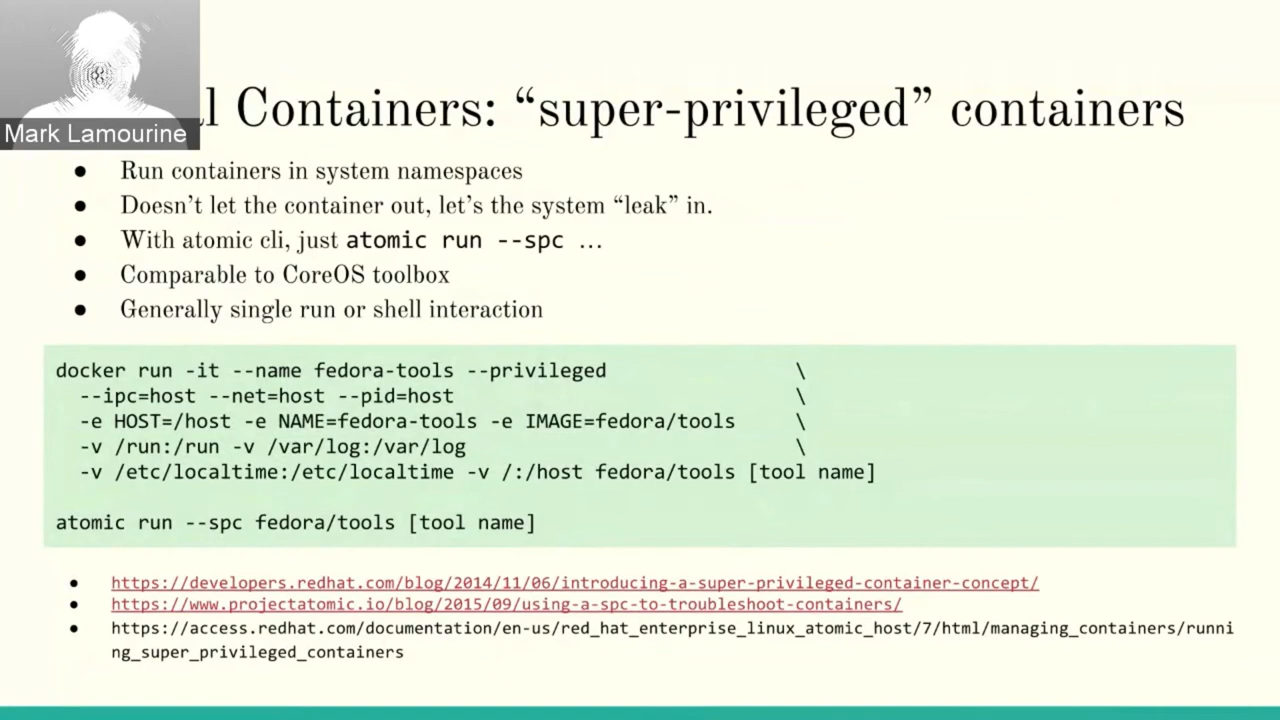 l Containers: “super-privileged” containers
Mark Lamourine
● Run containers in system namespaces
● Doesn’t let the container out, let’s the system “leak” in.
● With atomic cli, just atomic run --spc …
● Comparable to CoreOS toolbox
● Generally single run or shell interaction
docker run -it --name fedora-tools --privileged \
--ipc=host --net=host --pid=host \
-e HOST=/host -e NAME=fedora-tools -e IMAGE=fedora/tools \
-v /run:/run -v /var/log:/var/log \
-v /etc/localtime:/etc/localtime -v /:/host fedora/tools [tool name]
atomic run --spc fedora/tools [tool name]
● https://developers.redhat.com/blog/2014/11/06/introducing-a-super-privileged-container-concept/
● https://www.projectatomic.io/blog/2015/09/using-a-spc-to-troubleshoot-containers/
● https://access.redhat.com/documentation/en-us/red_hat_enterprise_linux_atomic_host/7/html/managing_containers/runni
ng_super_privileged_containers